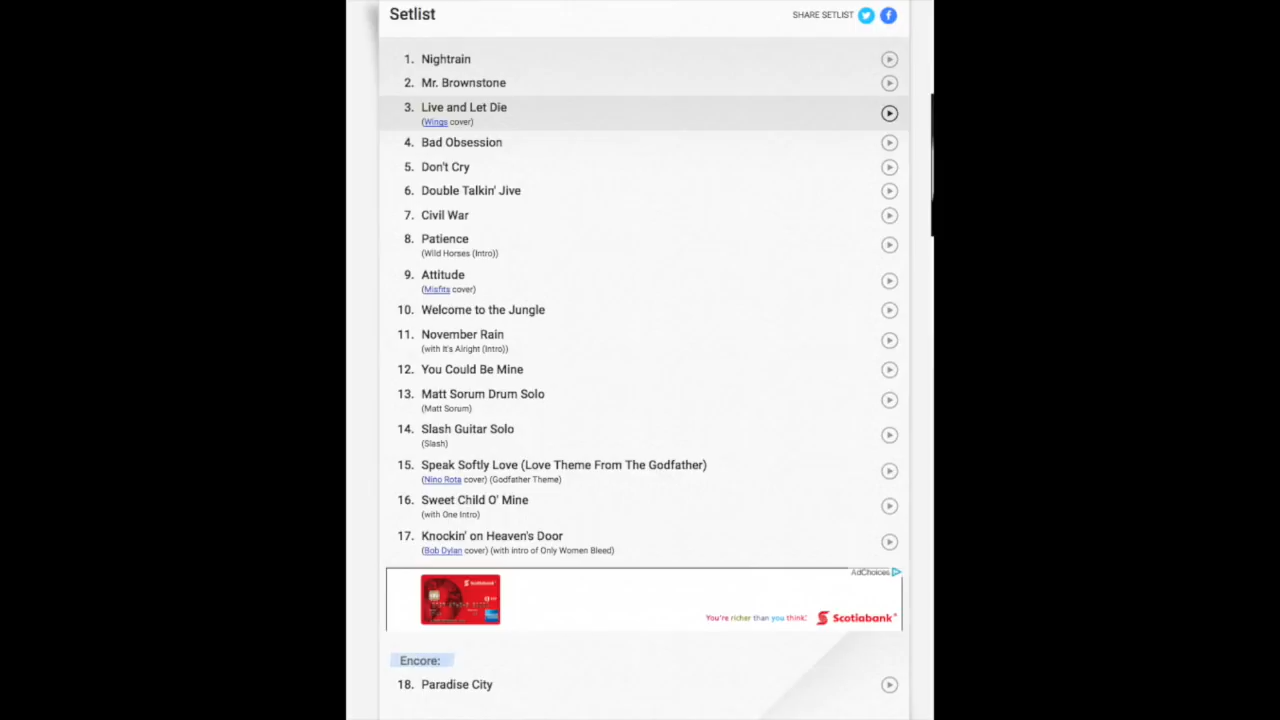 Setlist
SHARE SETLIST
1. Nightrain
2. Mr. Brownstone
3. Live and Let Die
(Wings cover)
4. Bad Obsession
5. Don't Cry
6. Double Talkin' Jive
7. Civil War
8. Patience
(Wild Horses (Intro))
9. Attitude
(Misfits cover)
10. Welcome to the Jungle
11. November Rain
(with It's Alright (Intro))
12. You Could Be Mine
13. Matt Sorum Drum Solo
(Matt Sorum)
14. Slash Guitar Solo
(Slash)
15. Speak Softly Love (Love Theme From The Godfather)
(Nino Rota cover) (Godfather Theme)
16. Sweet Child O' Mine
(with One Intro)
17. Knockin' on Heaven's Door
(Bob Dylan cover) (with intro of Only Women Bleed)
AdChoices
Scotiabank
You're richer than you think.
Scotiabank
Encore:
18. Paradise City